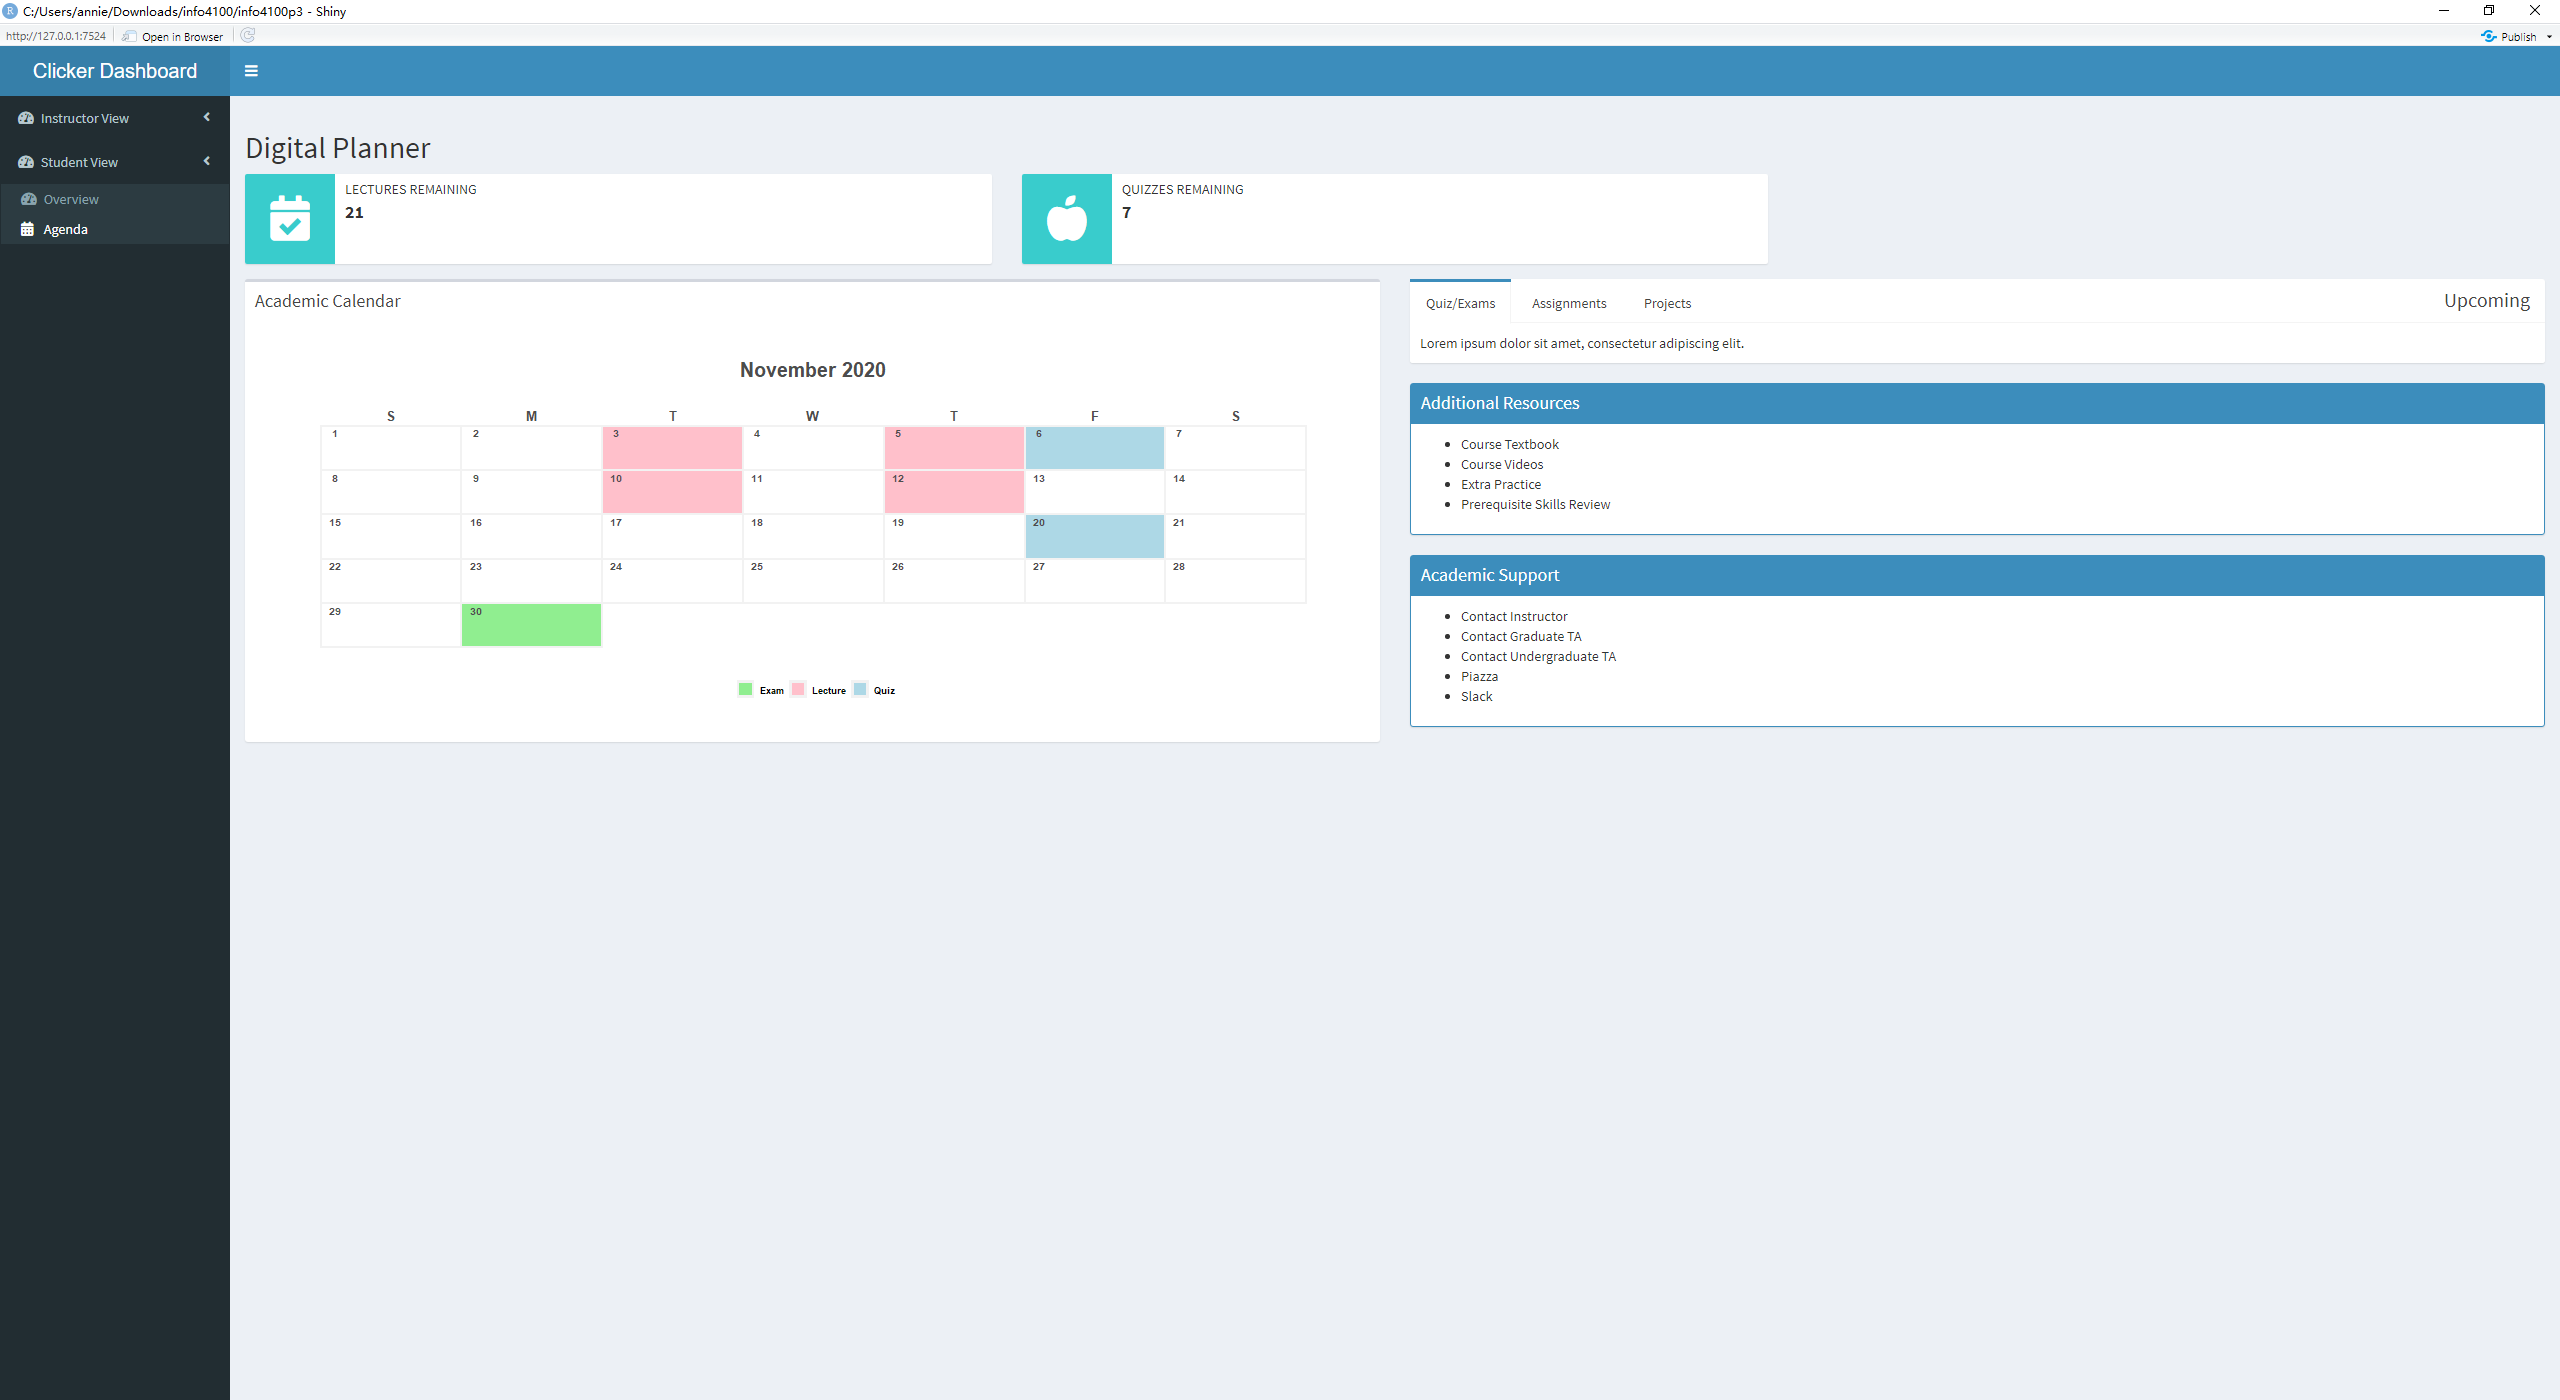 C:/Users/annie/Downloads/info4100/info4100p3 - Shiny
http://127.0.0.1:7524 Open in Browser Publish
Clicker Dashboard
Instructor View
Student View
Overview
Agenda
Digital Planner
LECTURES REMAINING
21
QUIZZES REMAINING
7
Academic Calendar
November 2020
S M T W T F S
1 2 3 4 5 6 7
8 9 10 11 12 13 14
15 16 17 18 19 20 21
22 23 24 25 26 27 28
29 30
Exam Lecture Quiz
Quiz/Exams Assignments Projects Upcoming
Lorem ipsum dolor sit amet, consectetur adipiscing elit.
Additional Resources
Course Textbook
Course Videos
Extra Practice
Prerequisite Skills Review
Academic Support
Contact Instructor
Contact Graduate TA
Contact Undergraduate TA
Piazza
Slack